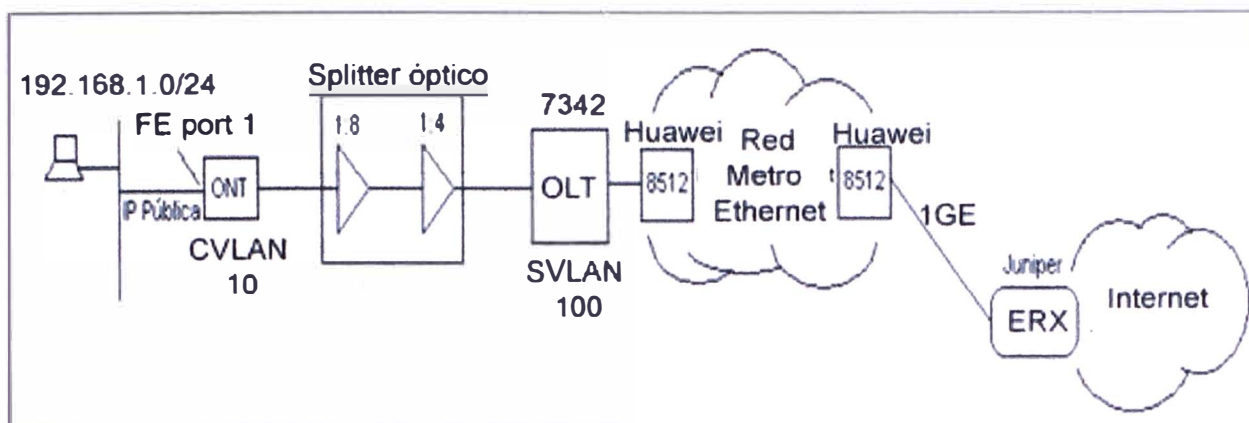 192.168.1.0/24
FE port 1
IP Pública
ONT
CVLAN
10
Splitter óptico
1:8
1:4
7342
OLT
SVLAN
100
Huawei
8512
Red
Metro
Ethernet
Huawei
8512
1GE
Juniper
ERX
Internet